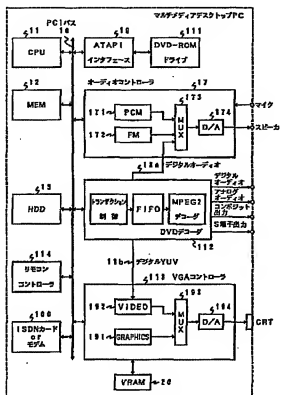 マルチメディアデスクトップPC
PCIバス
11
16
18
111
CPU
ATAPI
インタフェース
DVD-ROM
ドライブ
12
オーディオコントローラ
17
MEM
171
PCM
173
174
マイク
172
FM
MUX
D/A
スピーカ
18a
デジタルオーディオ
13
HDD
トランザクション
制御
FIFO
MPEG2
デコーダ
デジタル
オーディオ
アナログ
オーディオ
コンポジット
出力
S端子出力
DVDデコーダ
112
114
リモコン
コントローラ
18b
デジタルYUV
113
VGAコントローラ
192
VIDEO
193
194
100
ISDNカード
or
モデム
191
GRAPHICS
MUX
D/A
CRT
VRAM
20